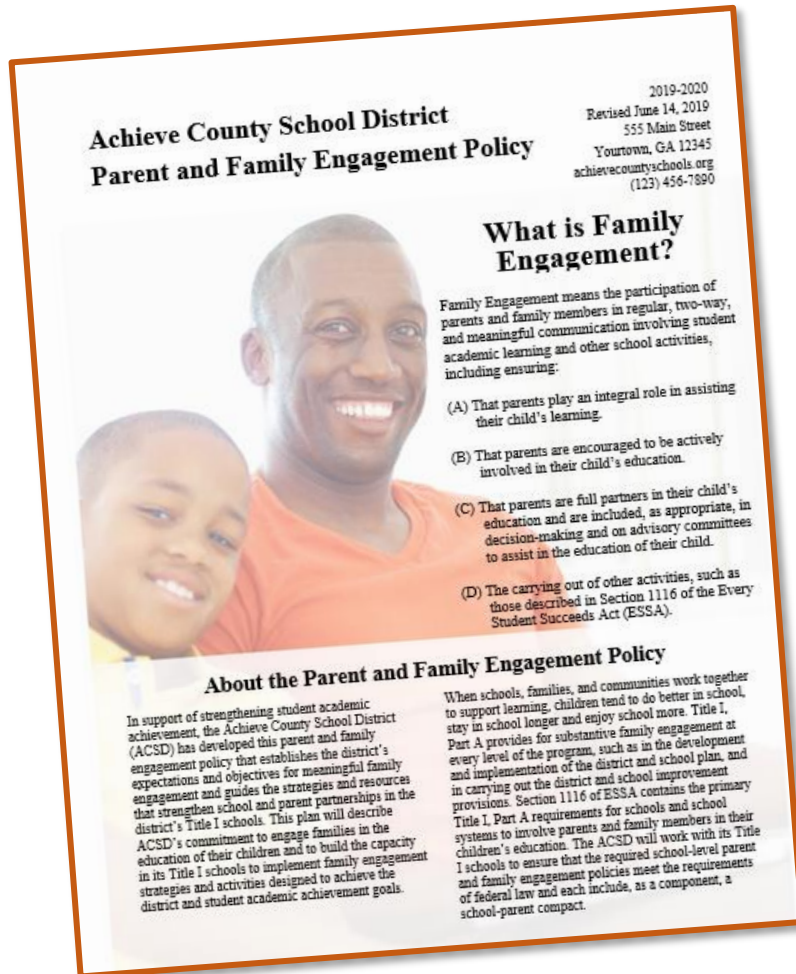 Achieve County School District
Parent and Family Engagement Policy
2019-2020
Revised June 14, 2019
555 Main Street
Yourtown, GA 12345
achievecountyschools.org
(123) 456-7890
What is Family
Engagement?
Family Engagement means the participation of
parents and family members in regular, two-way,
and meaningful communication involving student
academic learning and other school activities,
including ensuring:
(A) That parents play an integral role in assisting
their child's learning.
(B) That parents are encouraged to be actively
involved in their child's education.
(C) That parents are full partners in their child's
education and are included, as appropriate, in
decision-making and on advisory committees
to assist in the education of their child.
(D) The carrying out of other activities, such as
those described in Section 1116 of the Every
Student Succeeds Act (ESSA).
About the Parent and Family Engagement Policy
In support of strengthening student academic
achievement, the Achieve County School District
(ACSD) has developed this parent and family
engagement policy that establishes the district's
expectations and objectives for meaningful family
engagement and guides the strategies and resources
that strengthen school and parent partnerships in the
district's Title I schools. This plan will describe
ACSD's commitment to engage families in the
education of their children and to build the capacity
in its Title I schools to implement family engagement
strategies and activities designed to achieve the
district and student academic achievement goals.
When schools, families, and communities work together
to support learning, children tend to do better in school,
stay in school longer and enjoy school more. Title I,
Part A provides for substantive family engagement at
every level of the program, such as in the development
and implementation of the district and school plan, and
in carrying out the district and school improvement
provisions. Section 1116 of ESSA contains the primary
Title I, Part A requirements for schools and school
systems to involve parents and family members in their
children's education. The ACSD will work with its Title
I schools to ensure that the required school-level parent
and family engagement policies meet the requirements
of federal law and each include, as a component, a
school-parent compact.